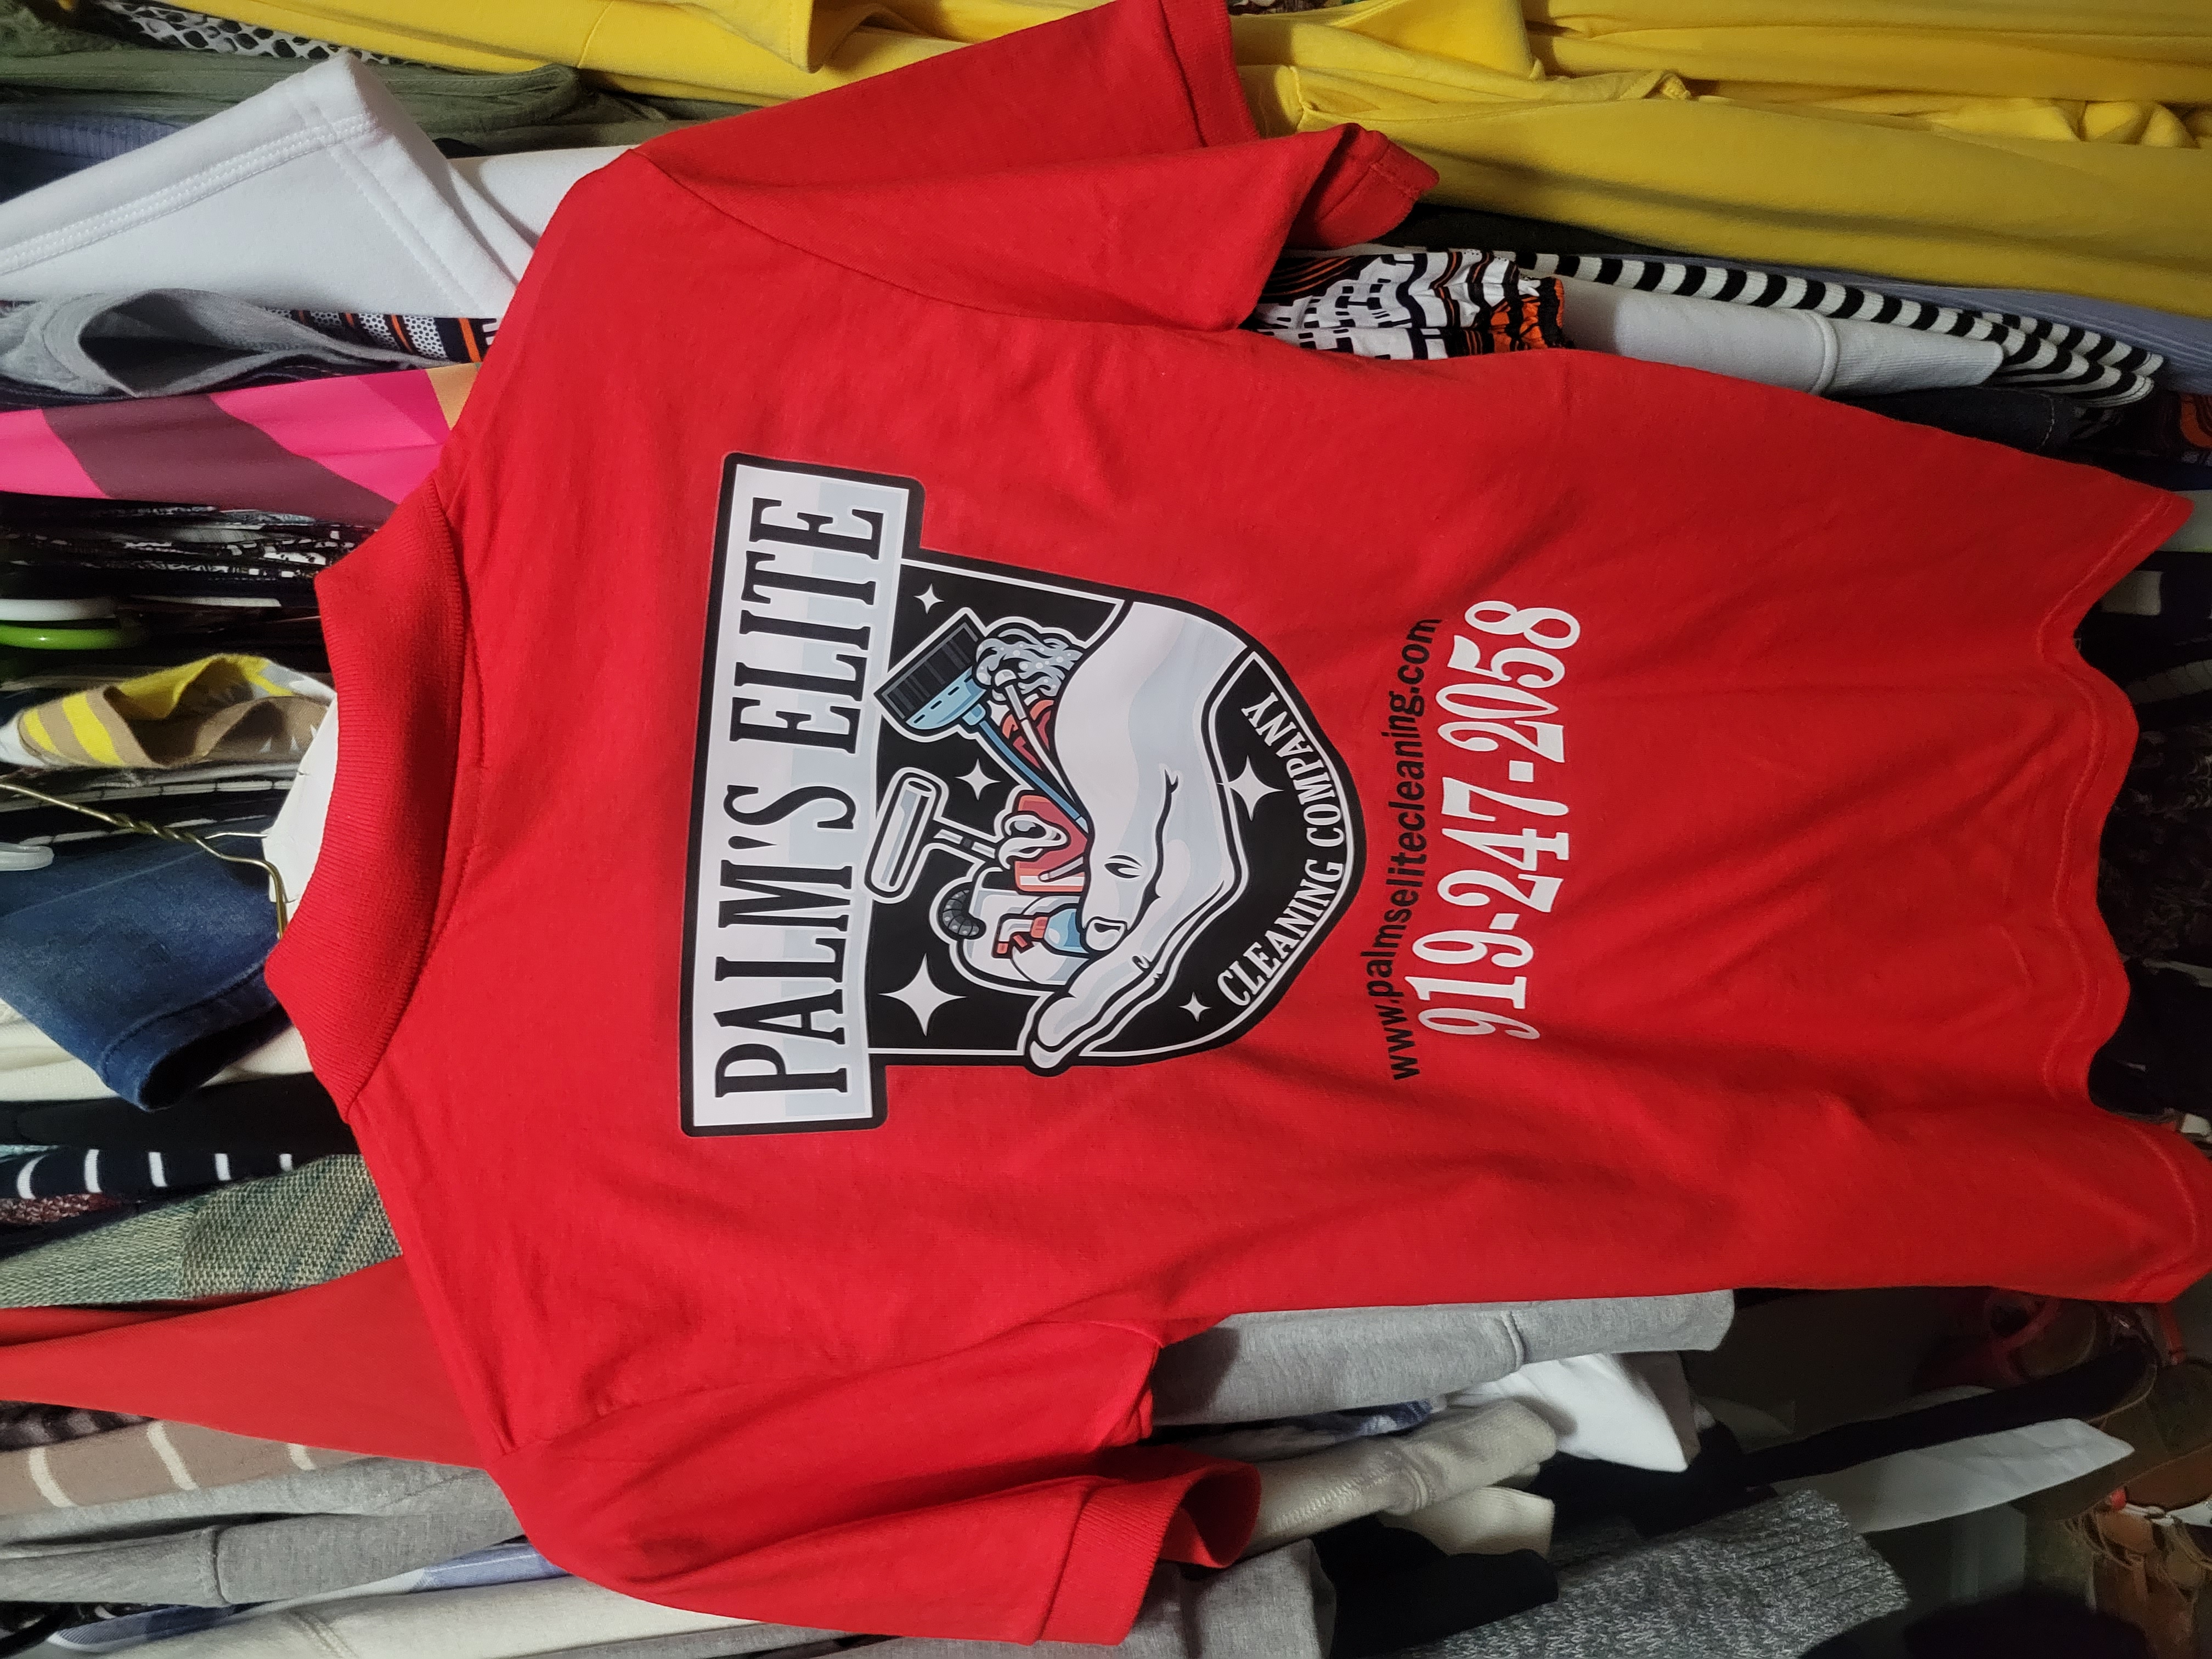 PALM'S ELITE
CLEANING COMPANY
www.palmselitecleaning.com
919-247-2058